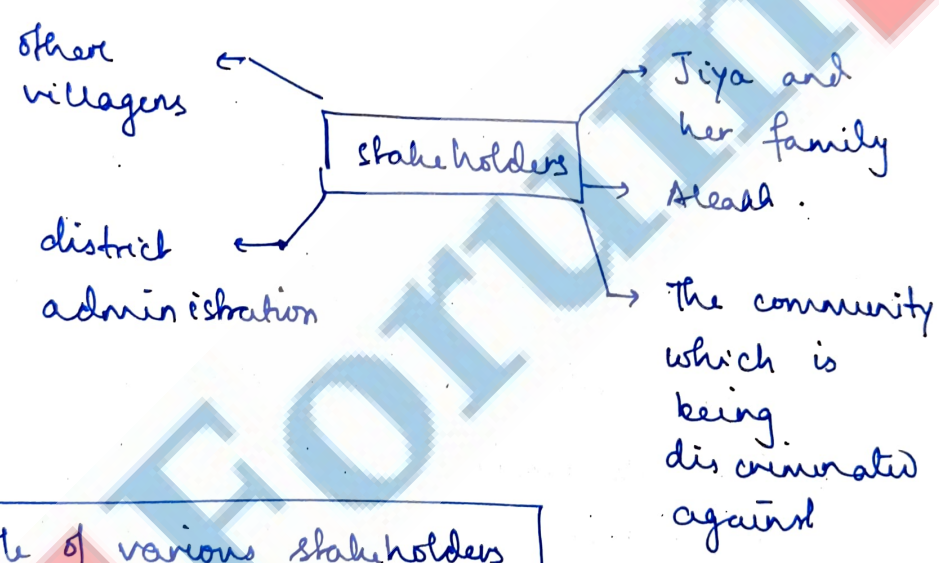 other
villagers
stakeholders
Jiya and
her family
district
administration
The community
which is
being
discriminated
against
of various stakeholders
Forum